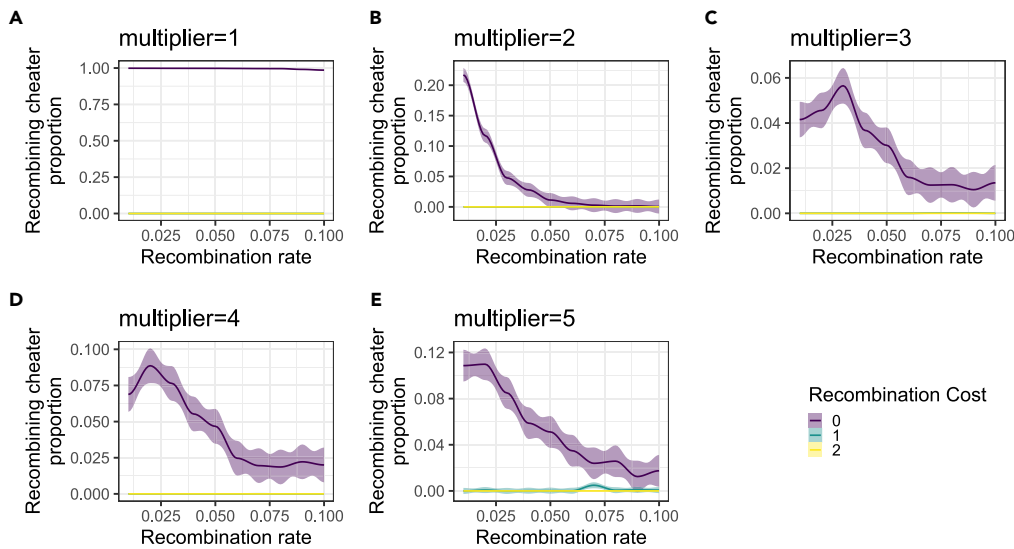 A
multiplier=1
Recombining cheater
proportion
1.00
0.75
0.50
0.25
0.00
0.025 0.050 0.075 0.100
Recombination rate
B
multiplier=2
Recombining cheater
proportion
0.20
0.15
0.10
0.05
0.00
0.025 0.050 0.075 0.100
Recombination rate
C
multiplier=3
Recombining cheater
proportion
0.06
0.04
0.02
0.00
0.025 0.050 0.075 0.100
Recombination rate
D
multiplier=4
Recombining cheater
proportion
0.100
0.075
0.050
0.025
0.000
0.025 0.050 0.075 0.100
Recombination rate
E
multiplier=5
Recombining cheater
proportion
0.12
0.08
0.04
0.00
0.025 0.050 0.075 0.100
Recombination rate
Recombination Cost
0
1
2